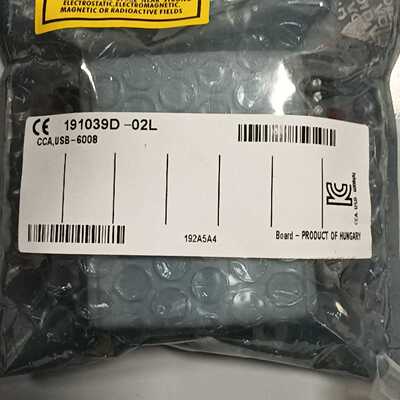 ELECTROSTATIC, ELECTROMAGNETIC,
MAGNETIC OR RADIOACTIVE FIELDS
CE 191039D-02L
CCA,USB-6008
192A5A4
Board - PRODUCT OF HUNGARY